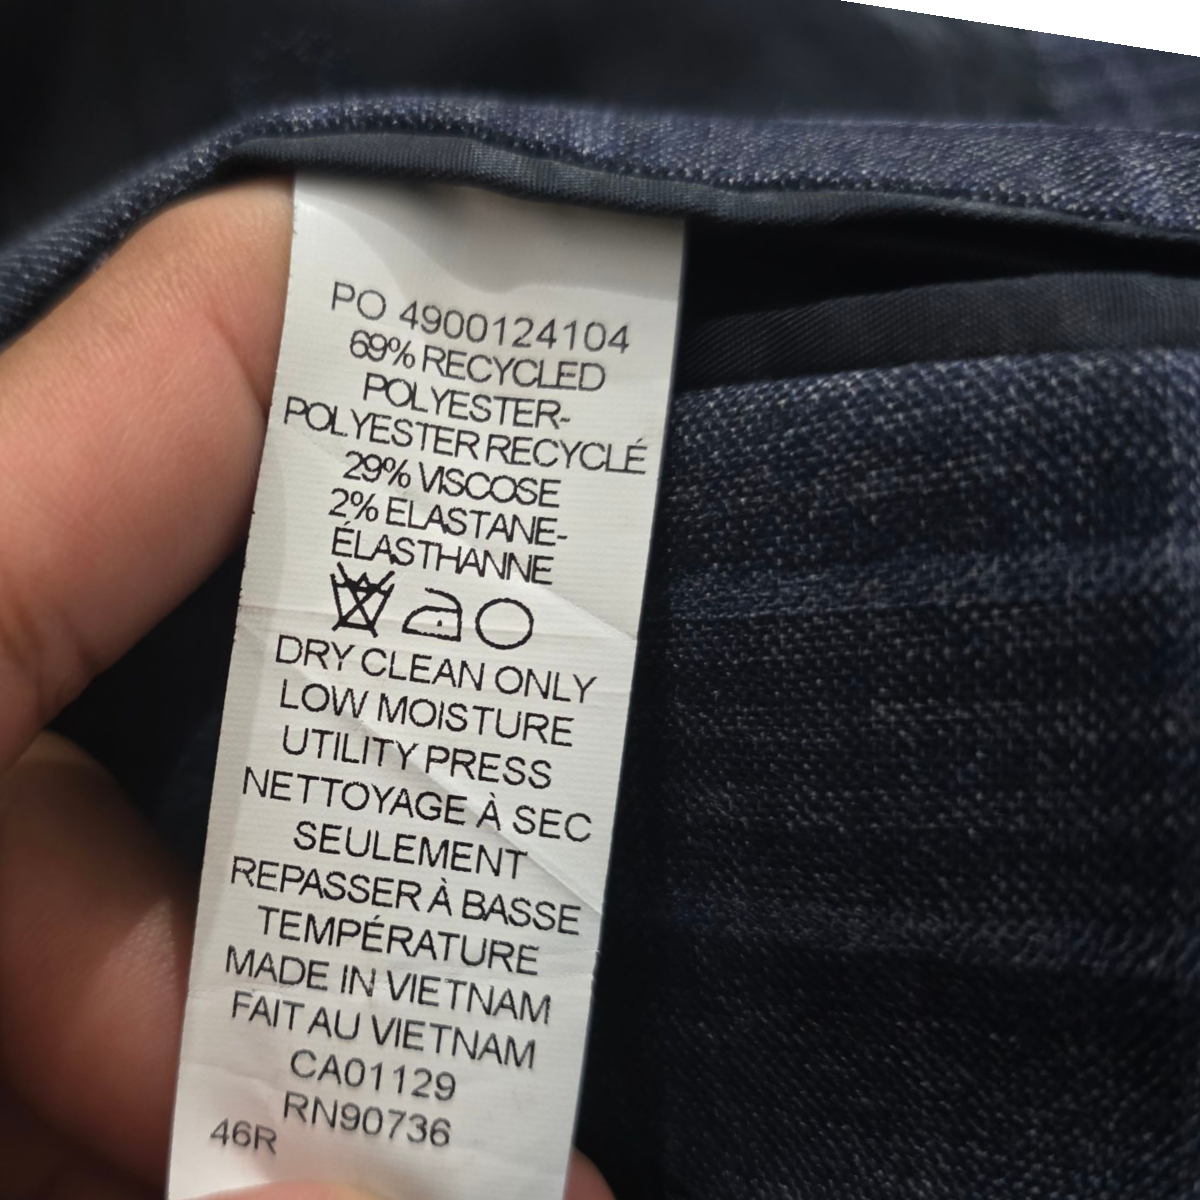 PO 4900124104
69% RECYCLED
POLYESTER-
POLYESTER RECYCLÉ
29% VISCOSE
2% ELASTANE-
ÉLASTHANNE
DRY CLEAN ONLY
LOW MOISTURE
UTILITY PRESS
NETTOYAGE À SEC
SEULEMENT
REPASSER À BASSE
TEMPÉRATURE
MADE IN VIETNAM
FAIT AU VIETNAM
CA01129
RN90736
46R